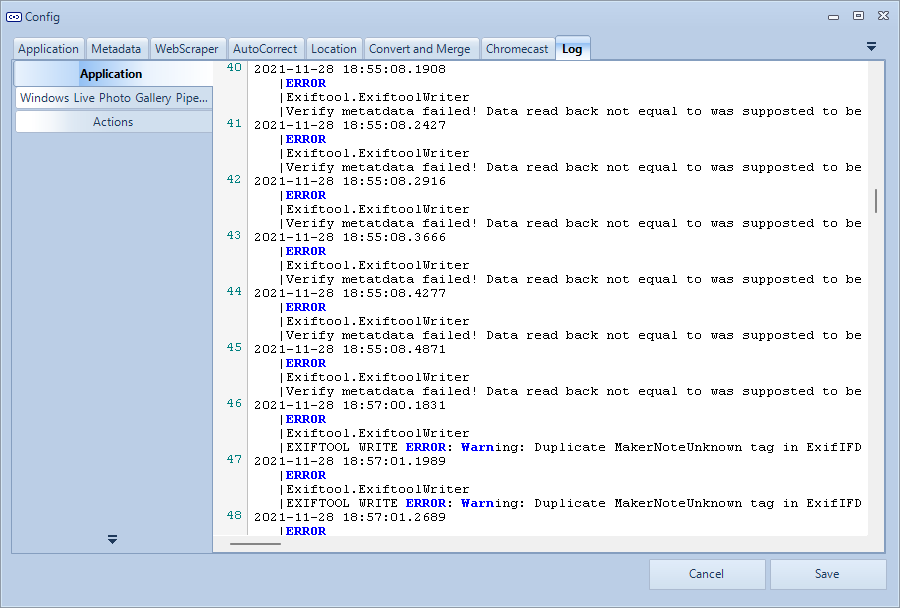 Config
Application Metadata WebScraper AutoCorrect Location Convert and Merge Chromecast Log
Application
Windows Live Photo Gallery Pipe...
Actions
40 2021-11-28 18:55:08.1908
|ERROR
|Exiftool.ExiftoolWriter
|Verify metatdata failed! Data read back not equal to was supposted to be
41 2021-11-28 18:55:08.2427
|ERROR
|Exiftool.ExiftoolWriter
|Verify metatdata failed! Data read back not equal to was supposted to be
42 2021-11-28 18:55:08.2916
|ERROR
|Exiftool.ExiftoolWriter
|Verify metatdata failed! Data read back not equal to was supposted to be
43 2021-11-28 18:55:08.3666
|ERROR
|Exiftool.ExiftoolWriter
|Verify metatdata failed! Data read back not equal to was supposted to be
44 2021-11-28 18:55:08.4277
|ERROR
|Exiftool.ExiftoolWriter
|Verify metatdata failed! Data read back not equal to was supposted to be
45 2021-11-28 18:55:08.4871
|ERROR
|Exiftool.ExiftoolWriter
|Verify metatdata failed! Data read back not equal to was supposted to be
46 2021-11-28 18:57:00.1831
|ERROR
|Exiftool.ExiftoolWriter
|EXIFTOOL WRITE ERROR: Warning: Duplicate MakerNoteUnknown tag in ExifIFD
47 2021-11-28 18:57:01.1989
|ERROR
|Exiftool.ExiftoolWriter
|EXIFTOOL WRITE ERROR: Warning: Duplicate MakerNoteUnknown tag in ExifIFD
48 2021-11-28 18:57:01.2689
|ERROR
Cancel Save